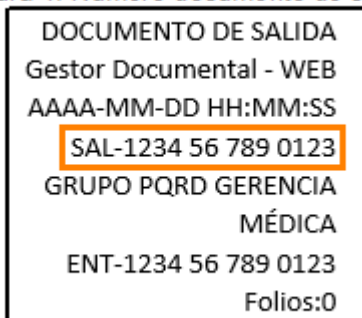 DOCUMENTO DE SALIDA
Gestor Documental - WEB
AAAA-MM-DD HH:MM:SS
SAL-1234 56 789 0123
GRUPO PQRD GERENCIA
MÉDICA
ENT-1234 56 789 0123
Folios:0